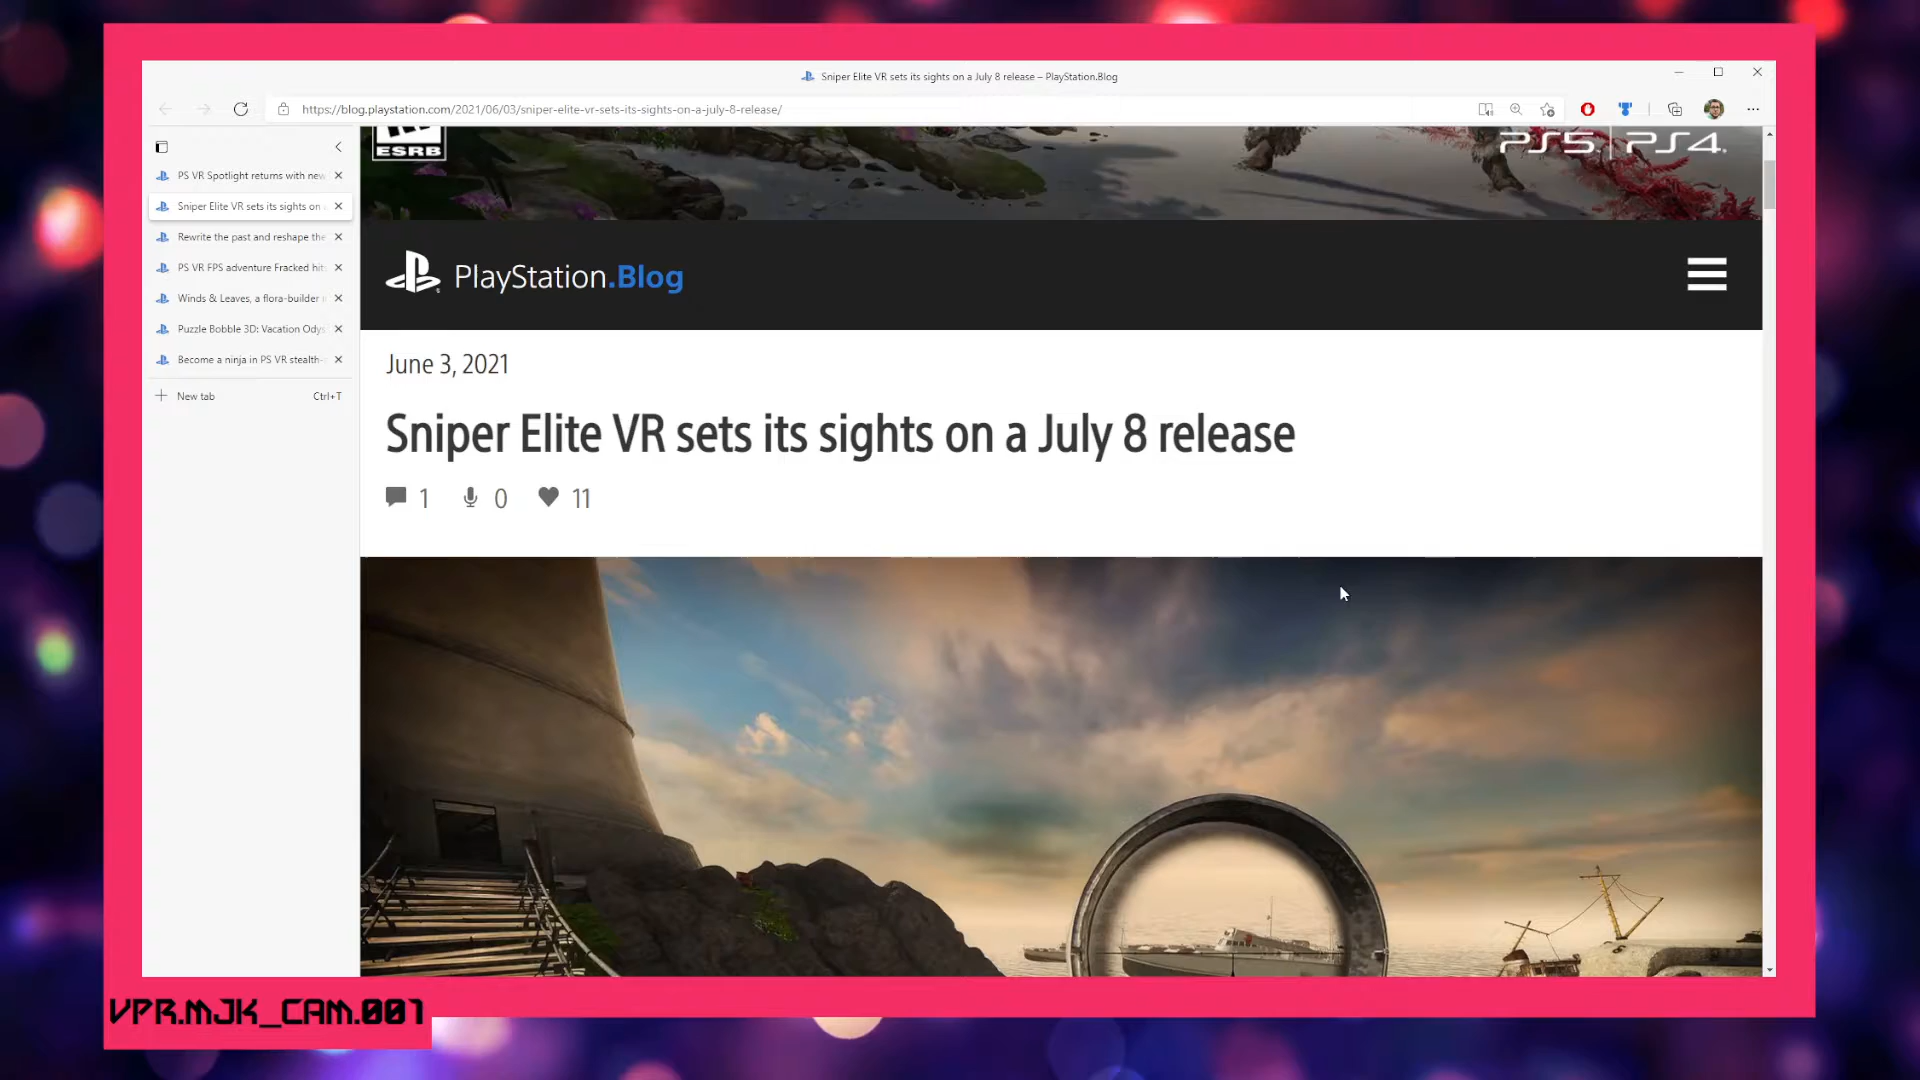 Sniper Elite VR sets its sights on a July 8 release – PlayStation.Blog
https://blog.playstation.com/2021/06/03/sniper-elite-vr-sets-its-sights-on-a-july-8-release/
ESRB
PS5 | PS4
PS VR Spotlight returns with new
Sniper Elite VR sets its sights on
Rewrite the past and reshape the
PS VR FPS adventure Fracked hit
Winds & Leaves, a flora-builder
Puzzle Bobble 3D: Vacation Ody
Become a ninja in PS VR stealth-
New tab Ctrl+T
PlayStation.Blog
June 3, 2021
Sniper Elite VR sets its sights on a July 8 release
1 0 11
VPR.MJK_CAM.001